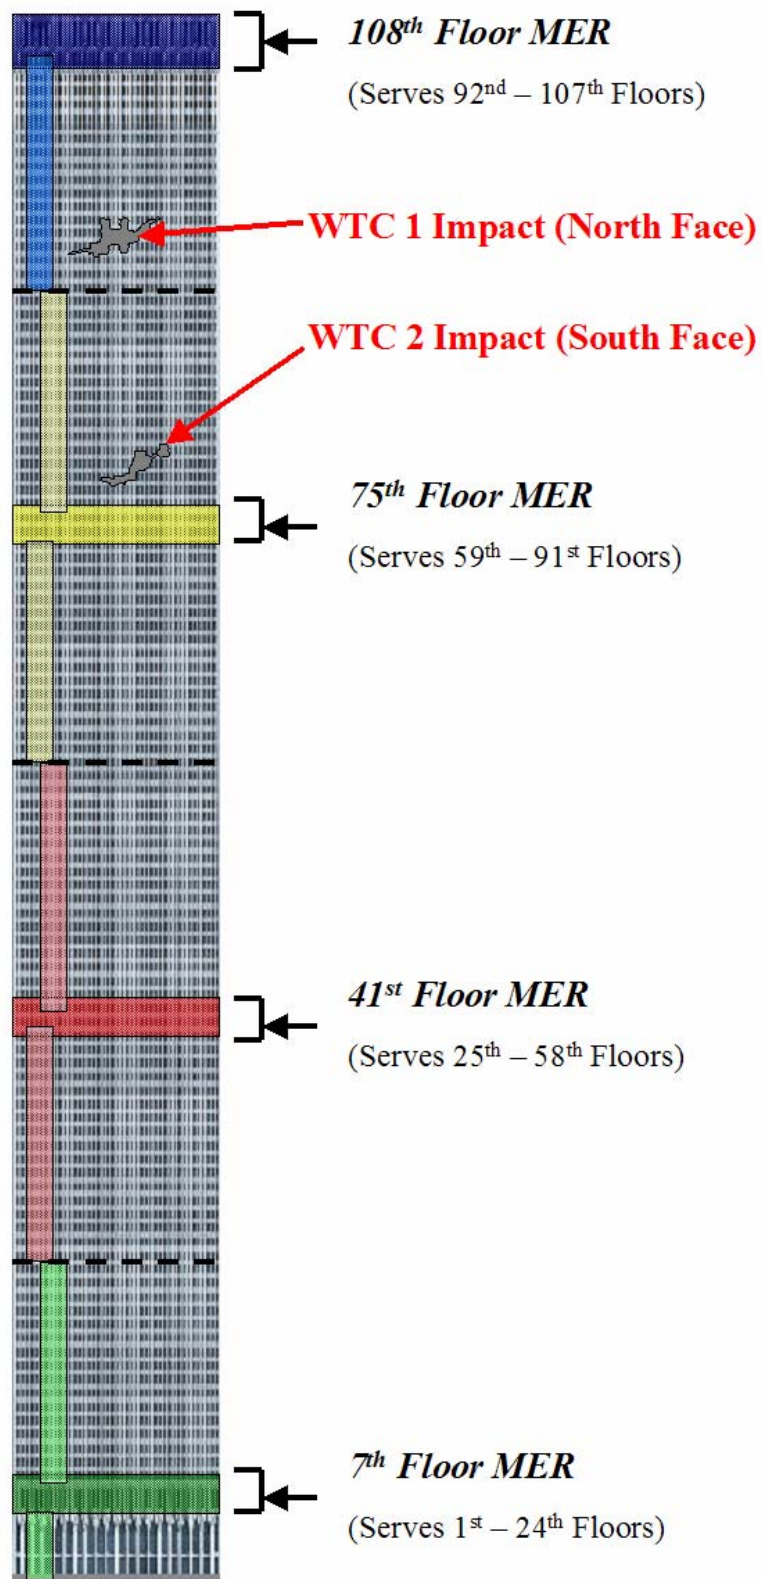 108th Floor MER
(Serves 92nd – 107th Floors)
WTC 1 Impact (North Face)
WTC 2 Impact (South Face)
75th Floor MER
(Serves 59th – 91st Floors)
41st Floor MER
(Serves 25th – 58th Floors)
7th Floor MER
(Serves 1st – 24th Floors)